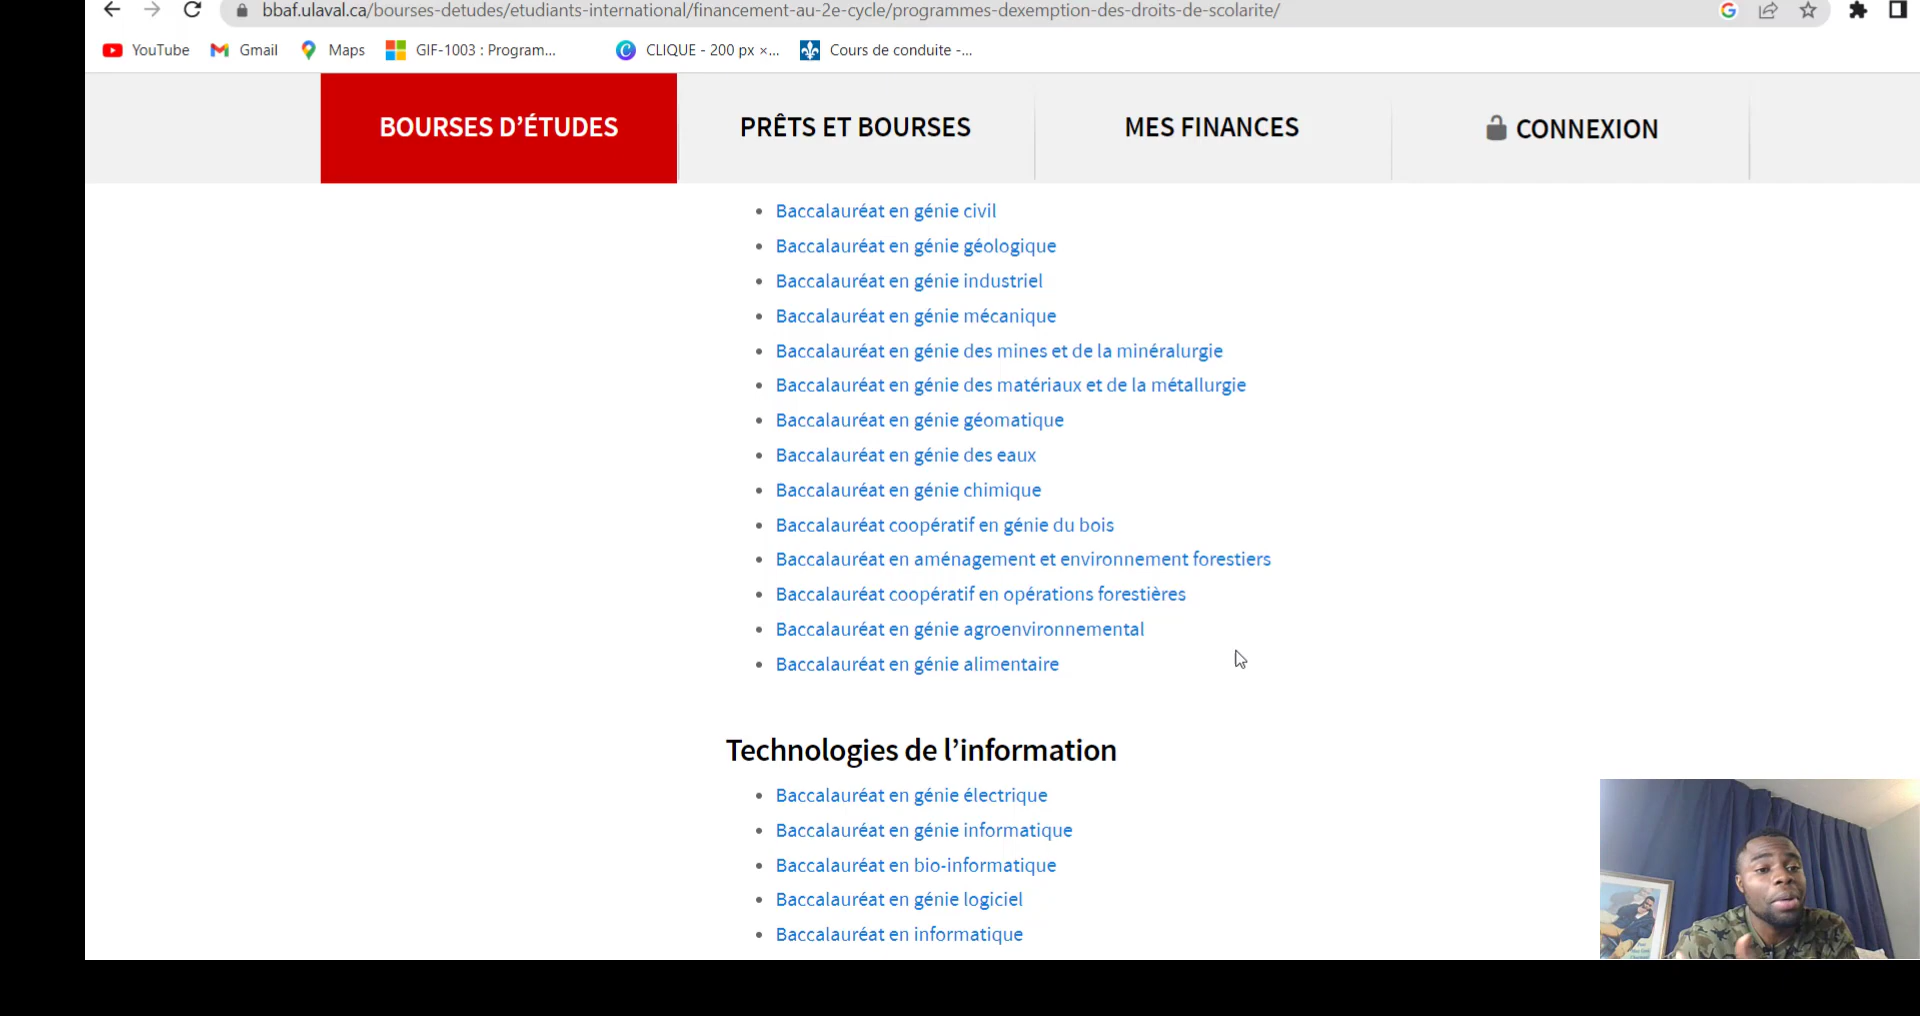 bbaf.ulaval.ca/bourses-detudes/etudiants-international/financement-au-2e-cycle/programmes-dexemption-des-droits-de-scolarite/
YouTube Gmail Maps GIF-1003 : Program... CLIQUE - 200 px ×... Cours de conduite -...
BOURSES D’ÉTUDES PRÊTS ET BOURSES MES FINANCES CONNEXION
• Baccalauréat en génie civil
• Baccalauréat en génie géologique
• Baccalauréat en génie industriel
• Baccalauréat en génie mécanique
• Baccalauréat en génie des mines et de la minéralurgie
• Baccalauréat en génie des matériaux et de la métallurgie
• Baccalauréat en génie géomatique
• Baccalauréat en génie des eaux
• Baccalauréat en génie chimique
• Baccalauréat coopératif en génie du bois
• Baccalauréat en aménagement et environnement forestiers
• Baccalauréat coopératif en opérations forestières
• Baccalauréat en génie agroenvironnemental
• Baccalauréat en génie alimentaire
Technologies de l’information
• Baccalauréat en génie électrique
• Baccalauréat en génie informatique
• Baccalauréat en bio-informatique
• Baccalauréat en génie logiciel
• Baccalauréat en informatique